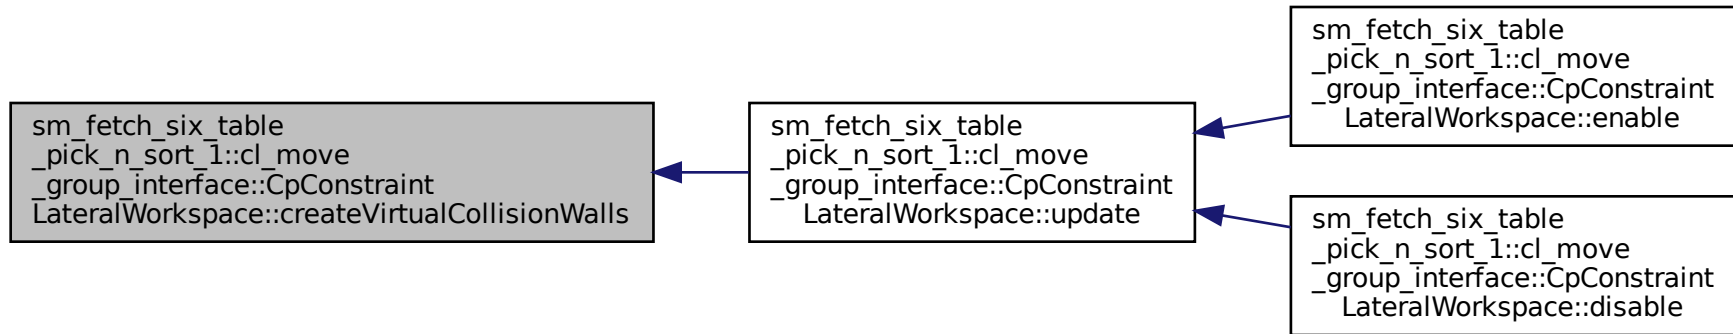 sm_fetch_six_table
_pick_n_sort_1::cl_move
_group_interface::CpConstraint
LateralWorkspace::createVirtualCollisionWalls
sm_fetch_six_table
_pick_n_sort_1::cl_move
_group_interface::CpConstraint
LateralWorkspace::update
sm_fetch_six_table
_pick_n_sort_1::cl_move
_group_interface::CpConstraint
LateralWorkspace::enable
sm_fetch_six_table
_pick_n_sort_1::cl_move
_group_interface::CpConstraint
LateralWorkspace::disable